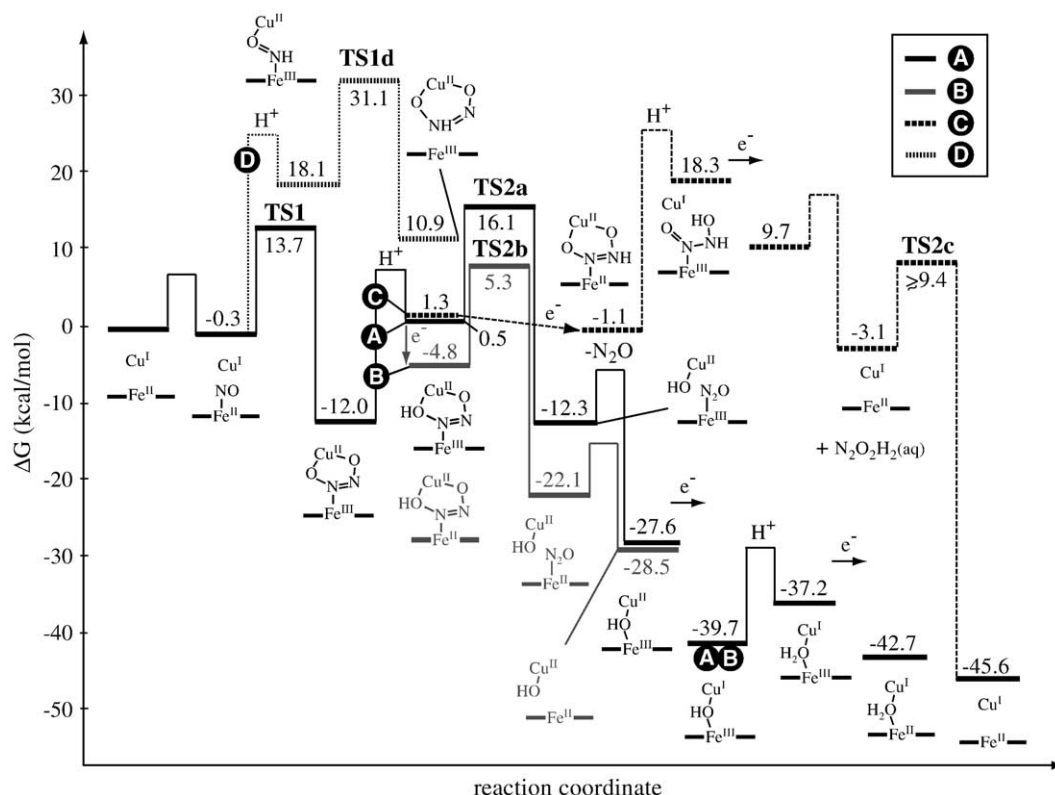 ΔG (kcal/mol)
30
20
10
0
-10
-20
-30
-40
-50
reaction coordinate
A
B
C
D
Cu^I
Fe^II
-0.3
Cu^I
NO
Fe^II
TS1
13.7
-12.0
Cu^II
O
O
N=N
Fe^III
D
H+
Cu^II
O
NH
Fe^III
18.1
TS1d
31.1
10.9
Cu^II
O
O
NH
N
Fe^III
H+
C
1.3
A
0.5
e-
B
-4.8
Cu^II
HO
O
N
N
Fe^III
Cu^II
HO
O
N
N
Fe^II
TS2a
16.1
TS2b
5.3
-12.3
Cu^II
HO
N2O
Fe^III
-22.1
Cu^II
HO
N2O
Fe^II
-N2O
-27.6
-28.5
Cu^II
HO
Fe^III
Cu^II
HO
Fe^II
e-
-1.1
Cu^II
O
O
N=NH
Fe^II
H+
18.3
e-
Cu^I
HO
O
N-NH
Fe^III
9.7
-3.1
Cu^I
Fe^II
+ N2O2H2(aq)
TS2c
≳9.4
e-
-39.7
A B
Cu^I
HO
Fe^III
H+
-37.2
Cu^I
H2O
Fe^III
e-
-42.7
Cu^I
H2O
Fe^II
-45.6
Cu^I
Fe^II